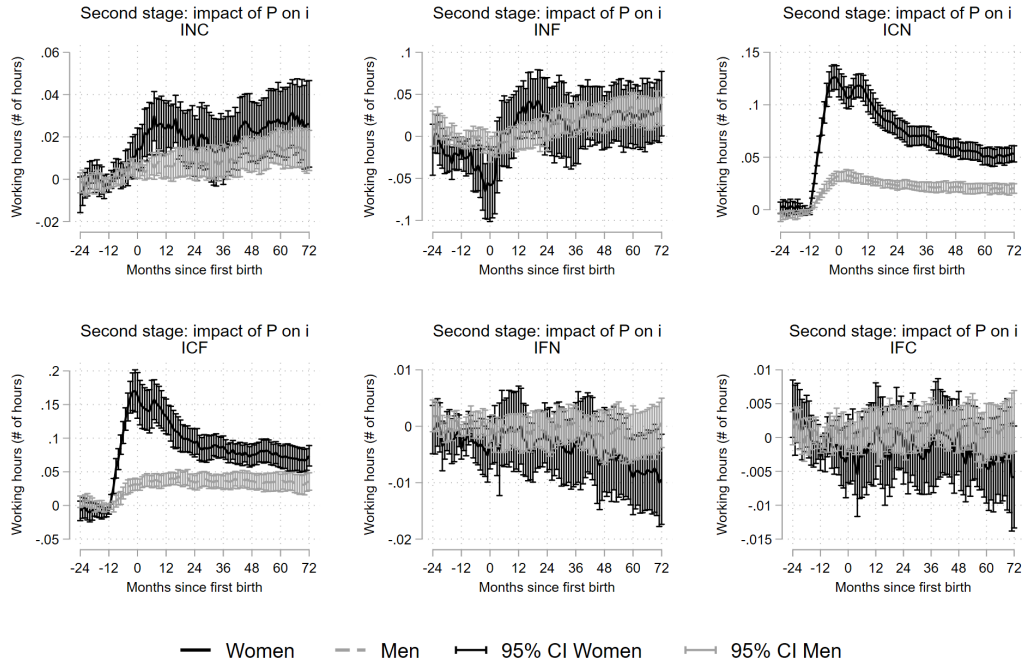 Second stage: impact of P on i
INC
Working hours (# of hours)
.06
.04
.02
0
-.02
-24 -12 0 12 24 36 48 60 72
Months since first birth
Second stage: impact of P on i
INF
Working hours (# of hours)
.1
.05
0
-.05
-.1
-24 -12 0 12 24 36 48 60 72
Months since first birth
Second stage: impact of P on i
ICN
Working hours (# of hours)
.15
.1
.05
0
-24 -12 0 12 24 36 48 60 72
Months since first birth
Second stage: impact of P on i
ICF
Working hours (# of hours)
.2
.15
.1
.05
0
-.05
-24 -12 0 12 24 36 48 60 72
Months since first birth
Second stage: impact of P on i
IFN
Working hours (# of hours)
.01
0
-.01
-.02
-24 -12 0 12 24 36 48 60 72
Months since first birth
Second stage: impact of P on i
IFC
Working hours (# of hours)
.01
.005
0
-.005
-.01
-.015
-24 -12 0 12 24 36 48 60 72
Months since first birth
Women Men 95% CI Women 95% CI Men